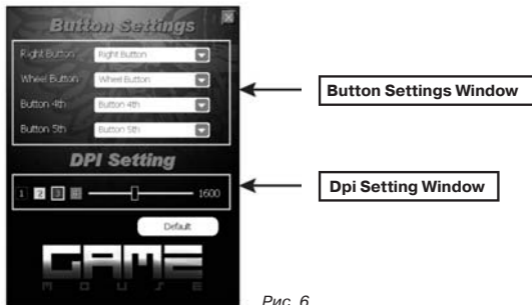 Button Settings
Right Button Right Button
Wheel Button Wheel Button
Button 4th Button 4th
Button 5th Button 5th
Button Settings Window
DPI Setting
1 2 3 4 1600
Dpi Setting Window
Default
GAME
MOUSE
Рис. 6